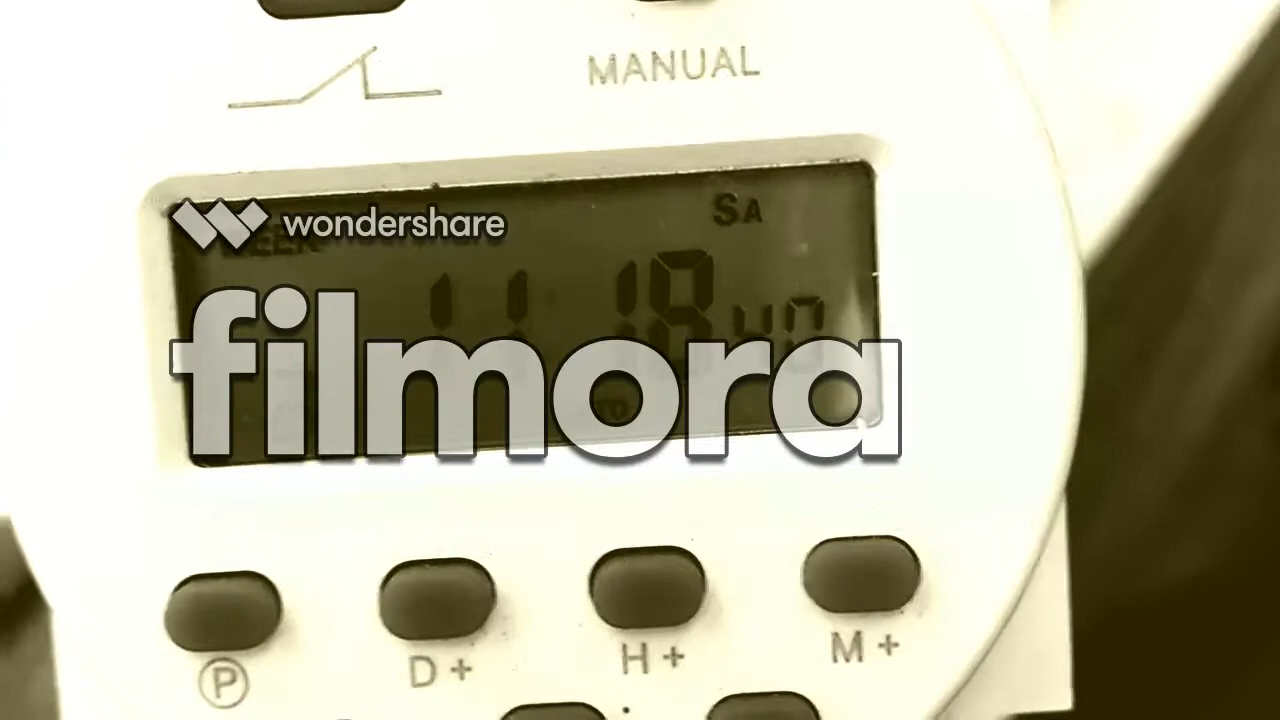 MANUAL
SA
wondershare
filmora
P
D +
H +
M +